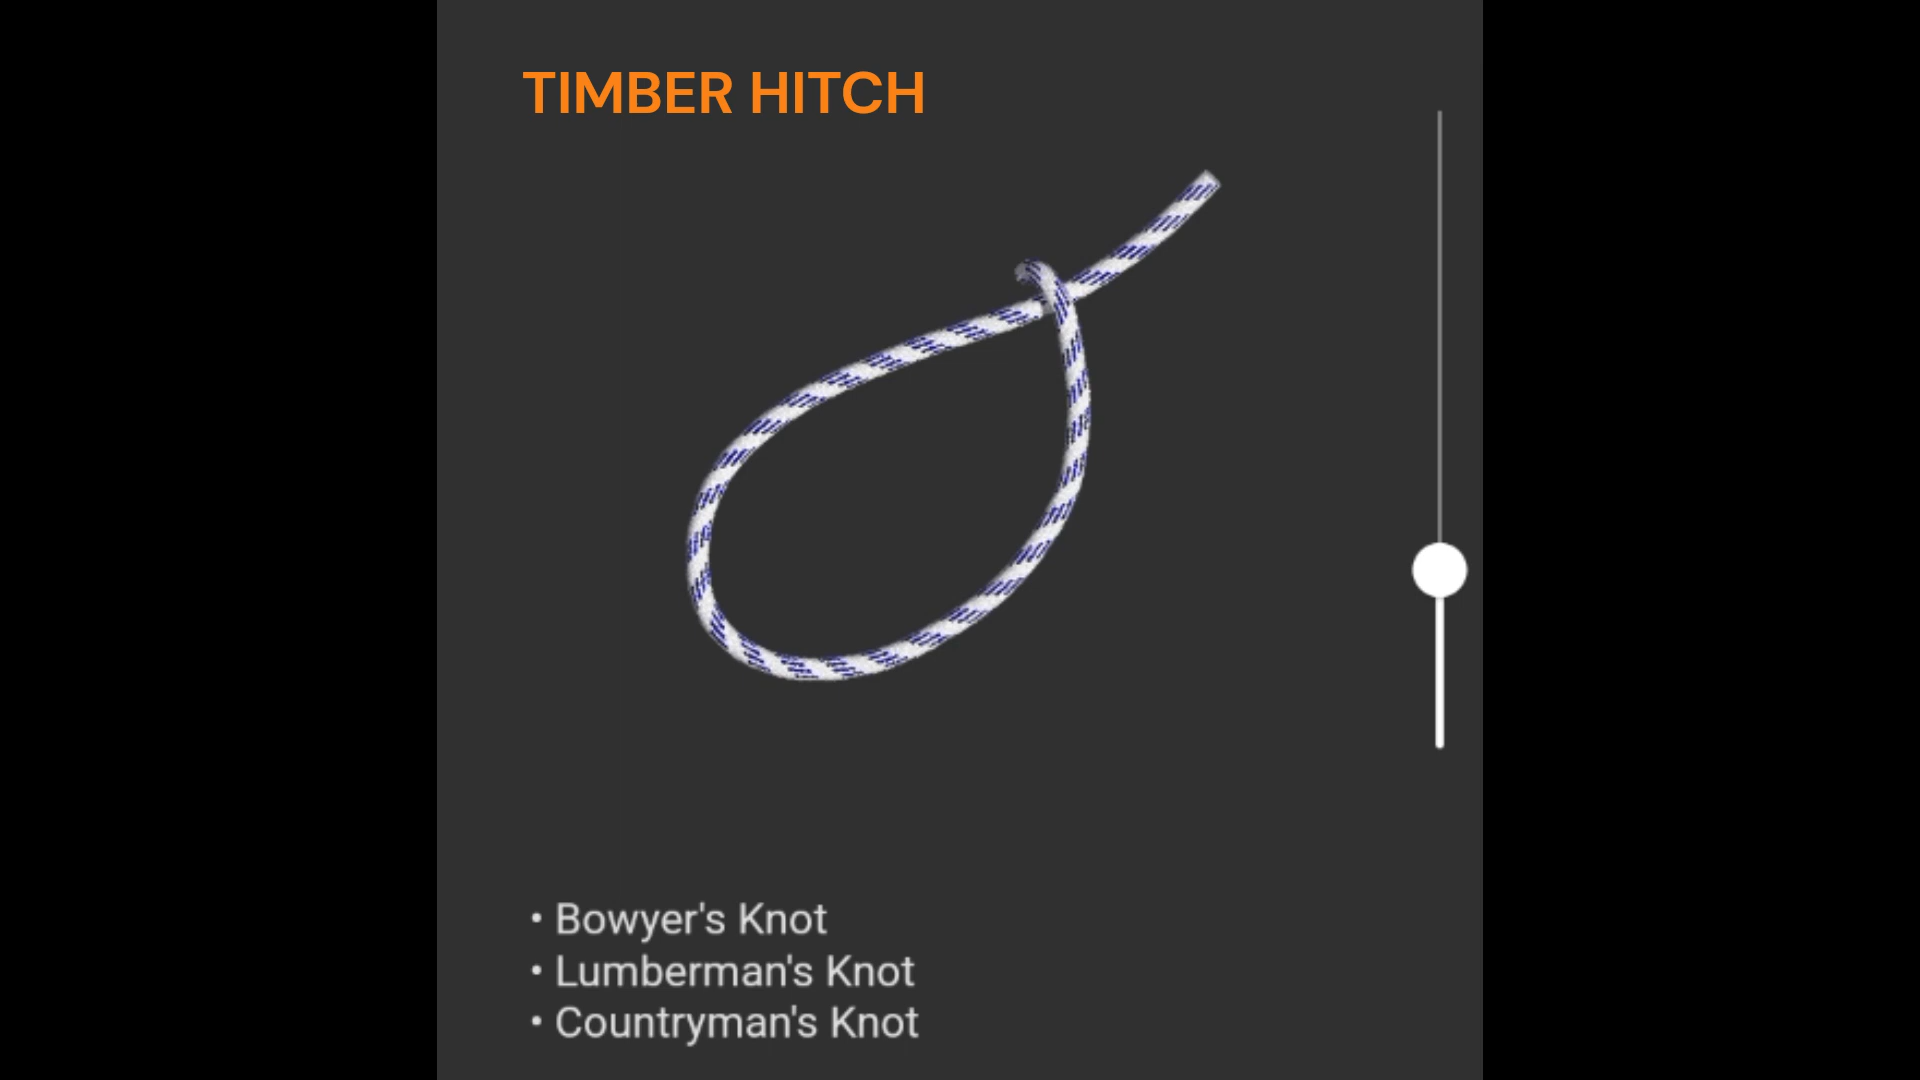 TIMBER HITCH
• Bowyer's Knot
• Lumberman's Knot
• Countryman's Knot